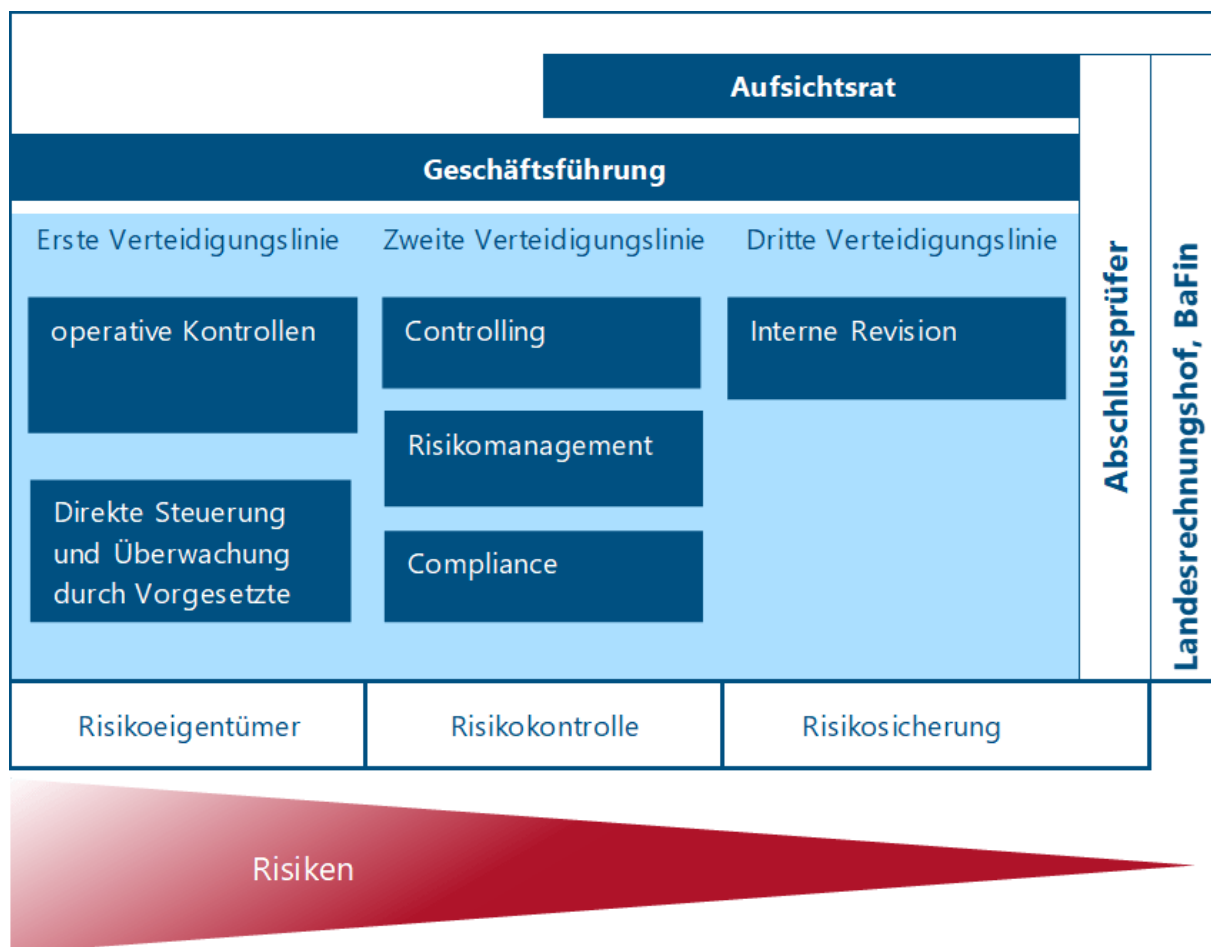 Aufsichtsrat
Geschäftsführung
Erste Verteidigungslinie
Zweite Verteidigungslinie
Dritte Verteidigungslinie
operative Kontrollen
Direkte Steuerung
und Überwachung
durch Vorgesetzte
Controlling
Risikomanagement
Compliance
Interne Revision
Abschlussprüfer
Landesrechnungshof, BaFin
Risikoeigentümer
Risikokontrolle
Risikosicherung
Risiken